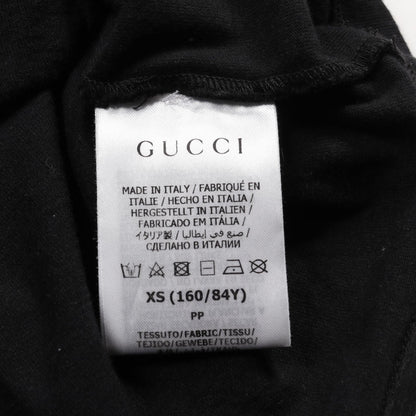 GUCCI
MADE IN ITALY / FABRIQUÉ EN
ITALIE / HECHO EN ITALIA /
HERGESTELLT IN ITALIEN /
FABRICADO EM ITÁLIA /
イタリア製 / صنع في إيطاليا /
СДЕЛАНО В ИТАЛИИ
XS (160/84Y)
PP
TESSUTO/FABRIC/TISSU/
TEJIDO/GEWEBE/TECIDO/